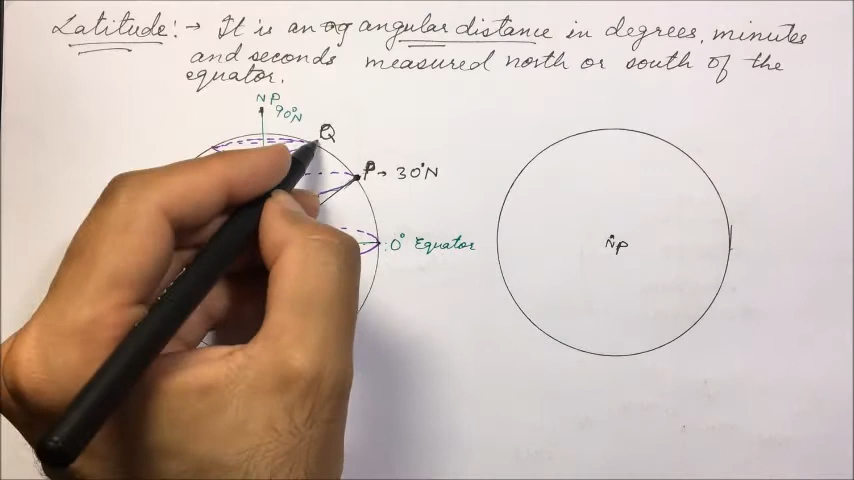 Latitude :→ It is an angular distance in degrees, minutes
and seconds measured north or south of the
equator.
NP
90°N
Q
P → 30°N
0° Equator
NP